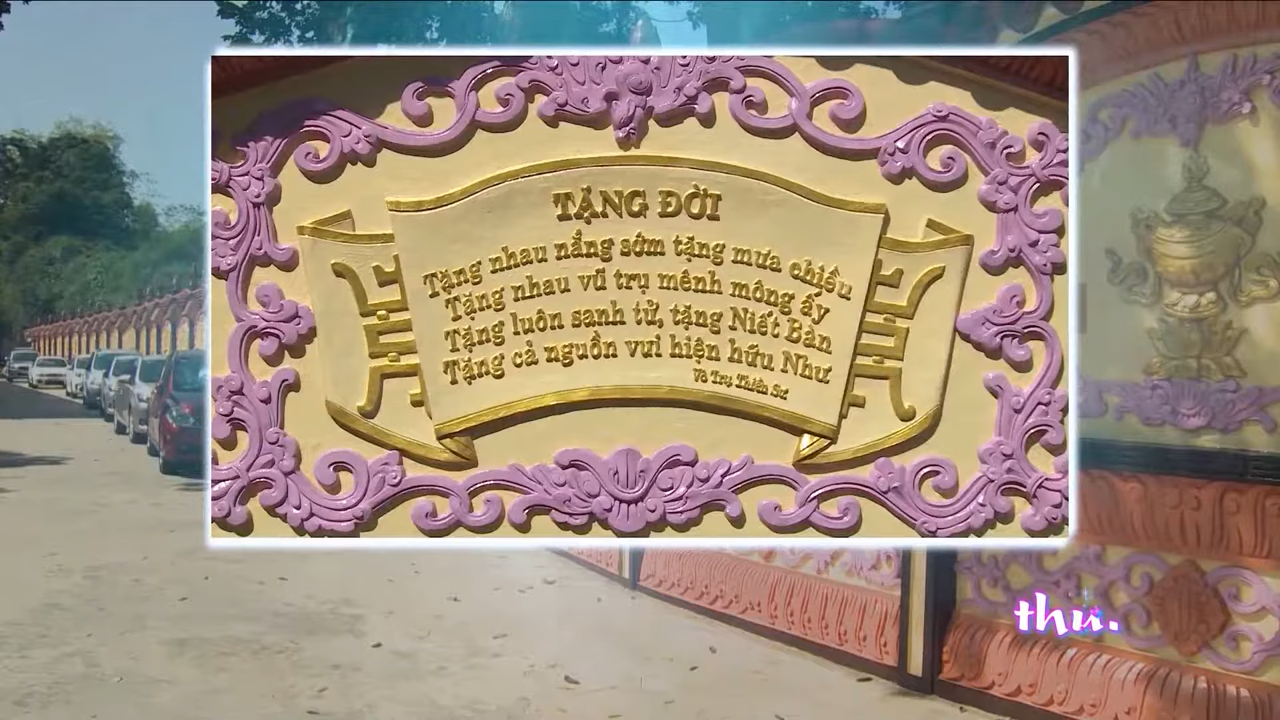 TẶNG ĐỜI
Tặng nhau nắng sớm tặng mưa chiều
Tặng nhau vũ trụ mênh mông ấy
Tặng luôn sanh tử, tặng Niết Bàn
Tặng cả nguồn vui hiện hữu Như
Vô Trụ Thiền Sư
thu.